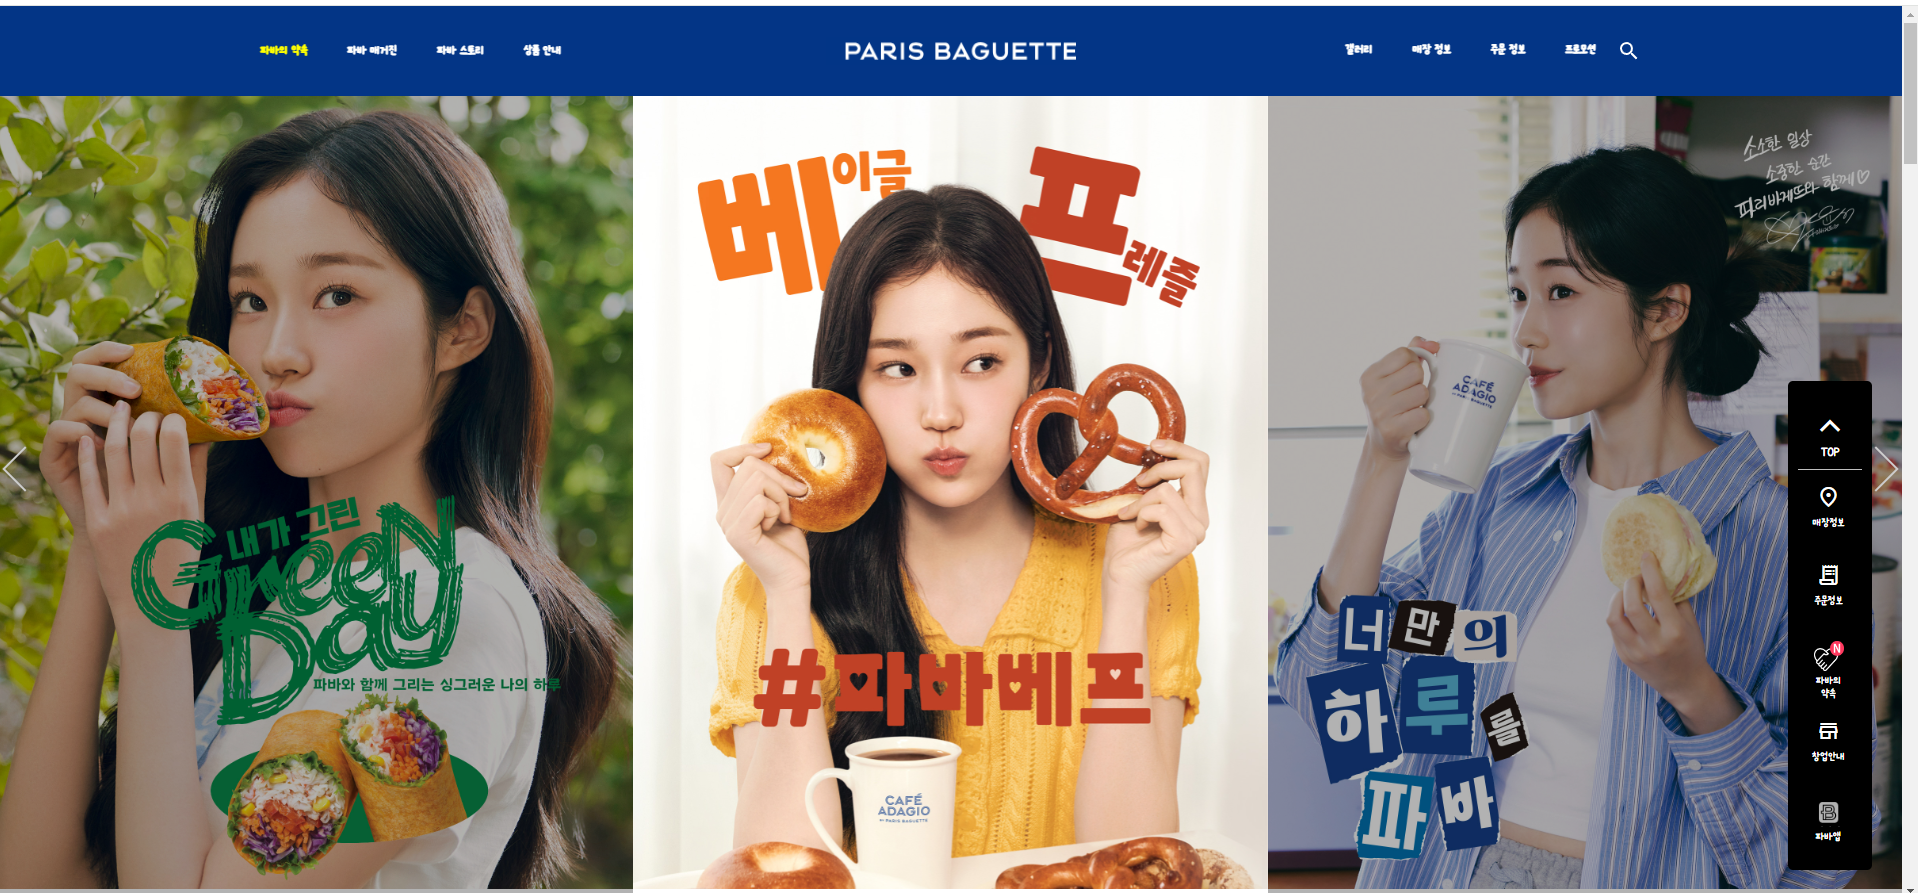 파바의 약속
파바 매거진
파바 스토리
상품 안내
PARIS BAGUETTE
갤러리
매장 정보
주문 정보
프로모션
내가 그린
GReeN
Day
파바와 함께 그리는 싱그러운 나의 하루
베이글
프레즐
#파바베프
CAFÉ
ADAGIO
BY PARIS BAGUETTE
소소한 일상
소중한 순간
파리바게뜨와 함께♡
CAFÉ
ADAGIO
BY PARIS BAGUETTE
너만의
하루를
파바
TOP
매장정보
주문정보
N
파바의
약속
창업안내
파바앱